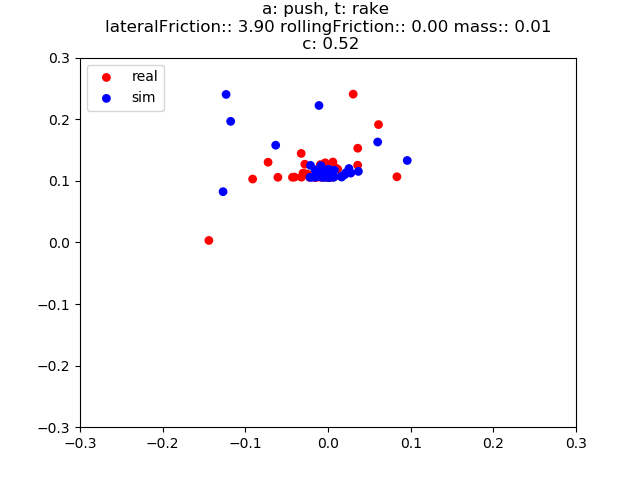 a: push, t: rake
lateralFriction:: 3.90 rollingFriction:: 0.00 mass:: 0.01
c: 0.52
real
sim
0.3
0.2
0.1
0.0
−0.1
−0.2
−0.3
−0.3
−0.2
−0.1
0.0
0.1
0.2
0.3